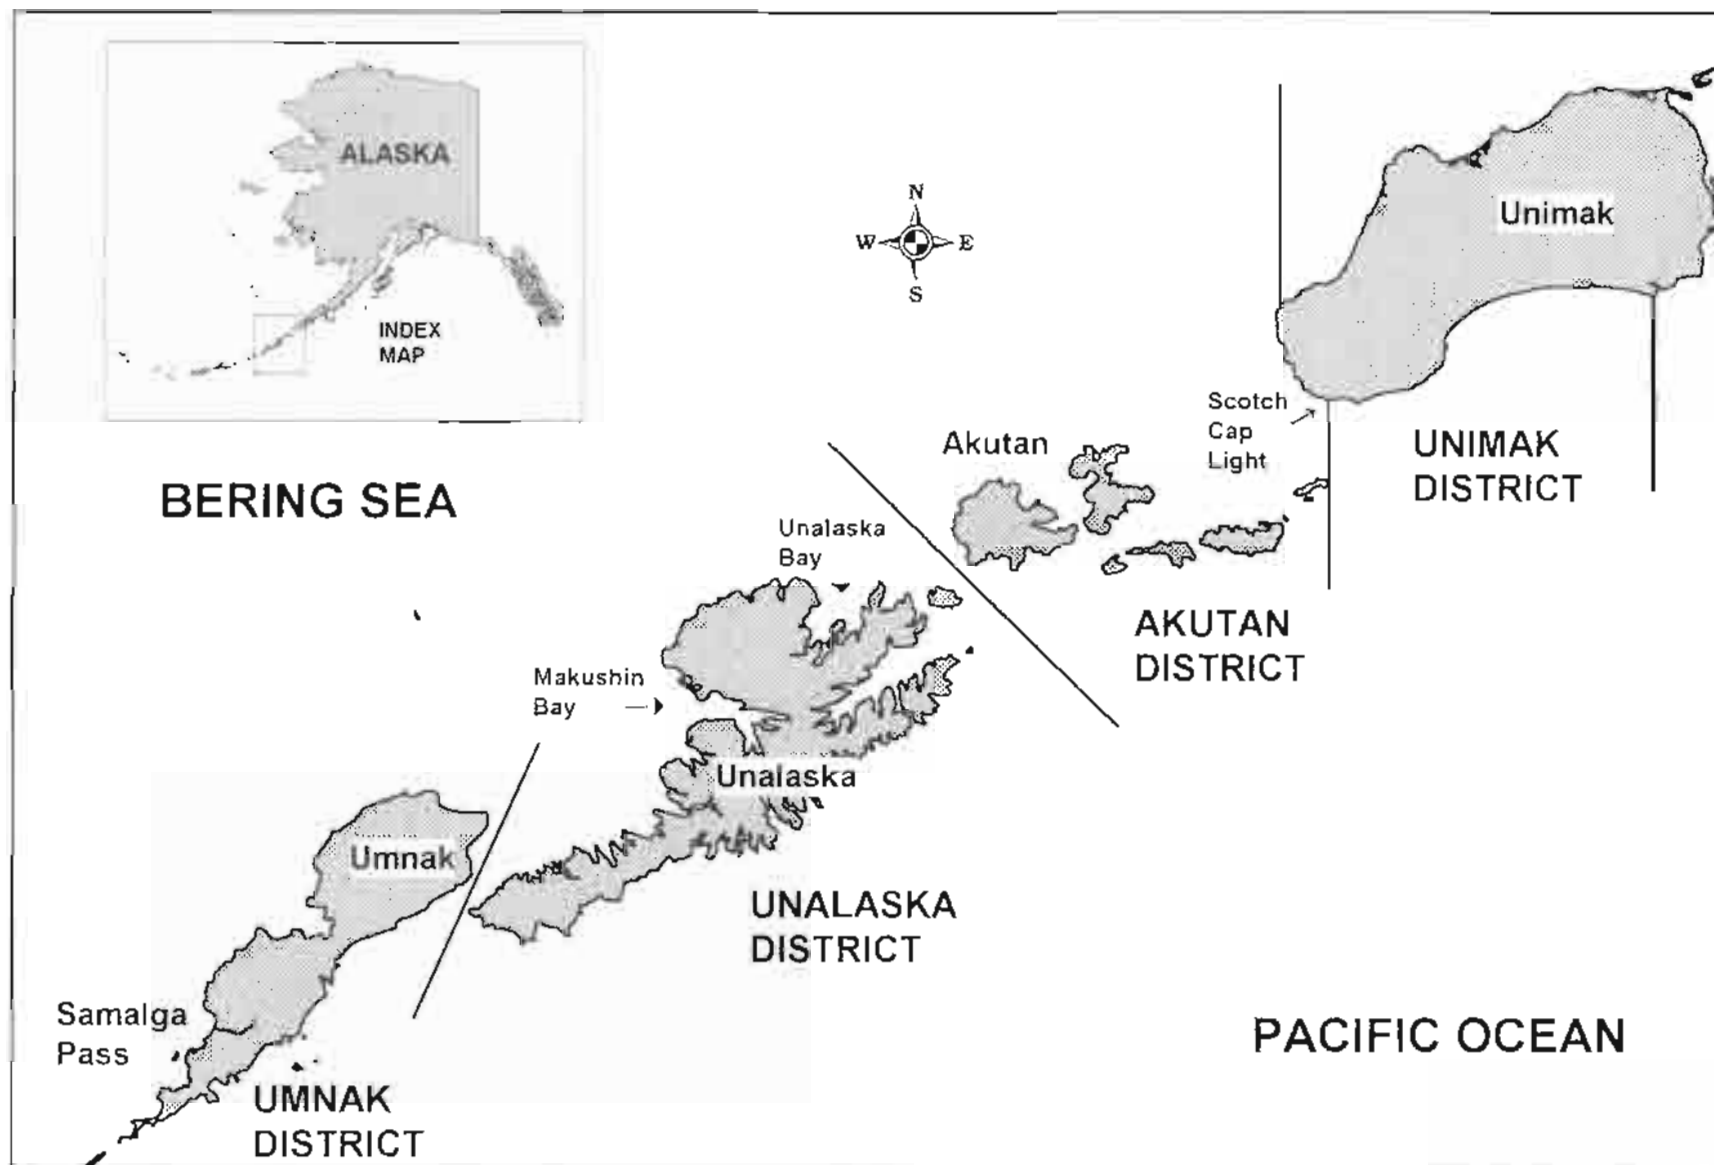 ALASKA
INDEX
MAP
N
W
E
S
Unimak
Scotch
Cap
Light
UNIMAK
DISTRICT
Akutan
BERING SEA
Unalaska
Bay
AKUTAN
DISTRICT
Makushin
Bay
Unalaska
Umnak
UNALASKA
DISTRICT
Samalga
Pass
PACIFIC OCEAN
UMNAK
DISTRICT